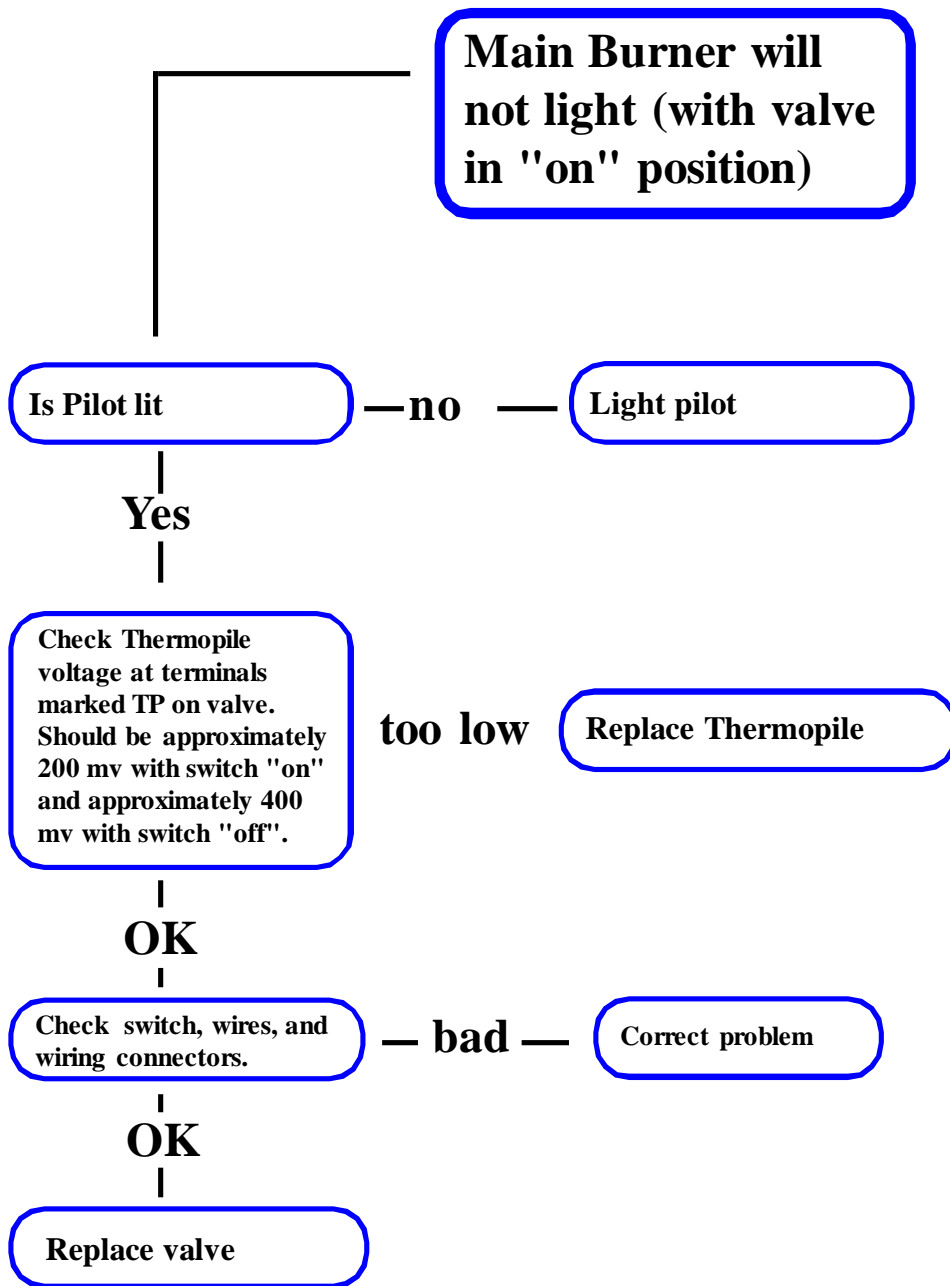 Main Burner will
not light (with valve
in "on" position)
Is Pilot lit
no
Light pilot
Yes
Check Thermopile
voltage at terminals
marked TP on valve.
Should be approximately
200 mv with switch "on"
and approximately 400
mv with switch "off".
too low
Replace Thermopile
OK
Check switch, wires, and
wiring connectors.
bad
Correct problem
OK
Replace valve